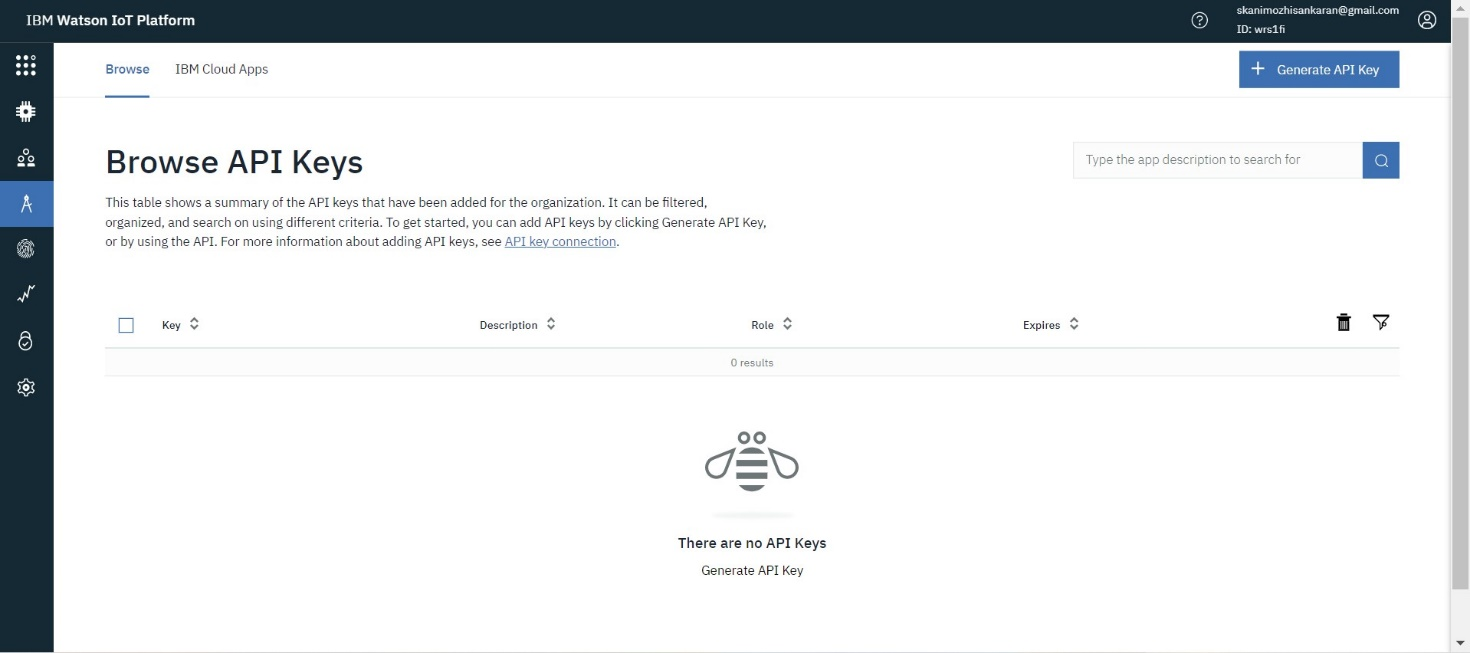 IBM Watson IoT Platform
skanimozhisankaran@gmail.com
ID: wrs1fi
Browse
IBM Cloud Apps
+ Generate API Key
Browse API Keys
Type the app description to search for
This table shows a summary of the API keys that have been added for the organization. It can be filtered,
organized, and search on using different criteria. To get started, you can add API keys by clicking Generate API Key,
or by using the API. For more information about adding API keys, see API key connection.
Key
Description
Role
Expires
0 results
There are no API Keys
Generate API Key